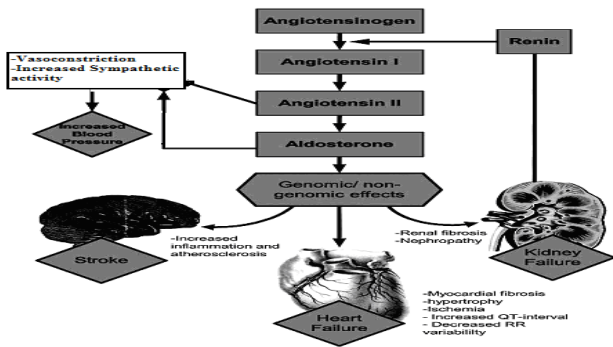 Angiotensinogen
Renin
-Vasoconstriction
-Increased Sympathetic
activity
Angiotensin I
Angiotensin II
Increased
Blood
Pressure
Aldosterone
Genomic/ non-
genomic effects
-Increased
inflammation and
atherosclerosis
-Renal fibrosis
-Nephropathy
Stroke
Kidney
Failure
Heart
Failure
-Myocardial fibrosis
-hypertrophy
-Ischemia
- Increased QT-interval
- Decreased RR
variability